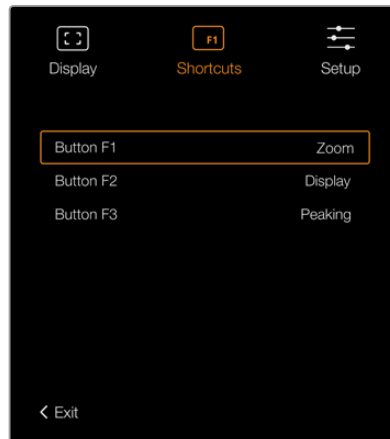 F1
Display Shortcuts Setup
Button F1 Zoom
Button F2 Display
Button F3 Peaking
Exit